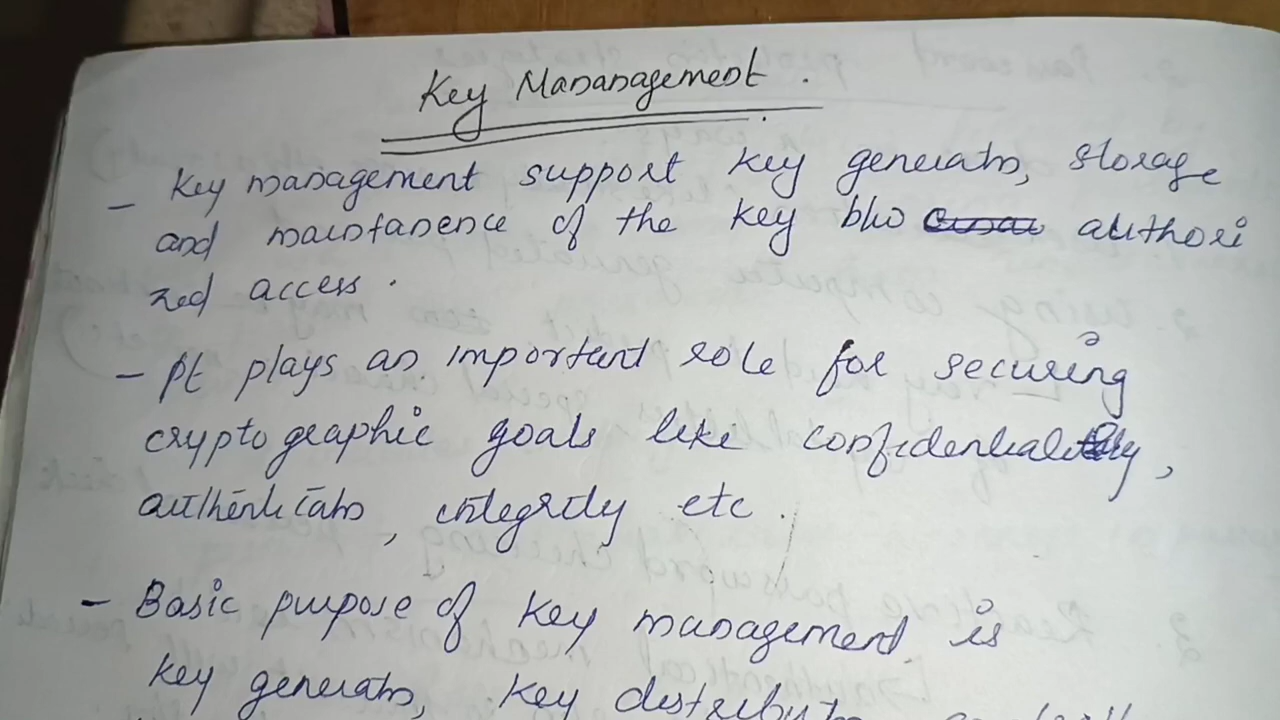 Key Mananagement.
- Key management support key generatn, storage
and maintanence of the key b/w authori
zed access.
- It plays an important role for securing
cryptographic goals like confidentiality,
authenticatn, integrity etc.
- Basic purpose of key management is
key generatn, key distributn